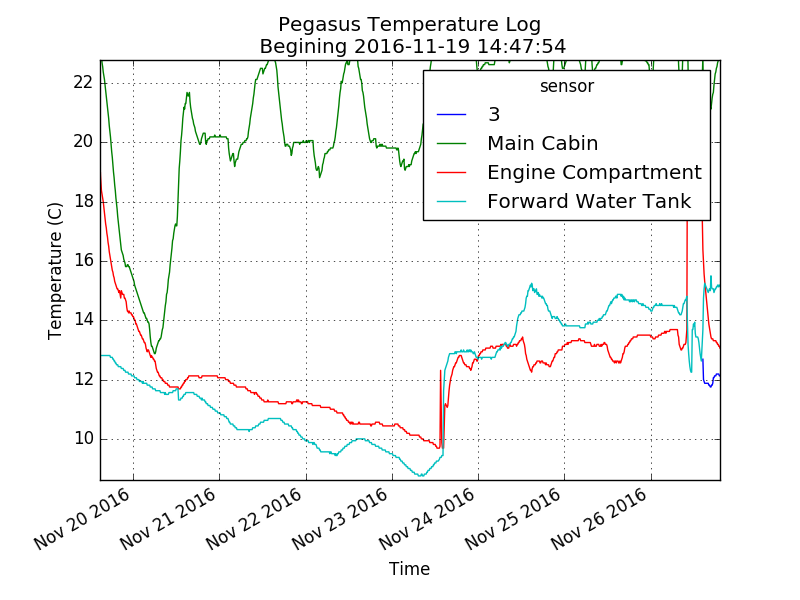 Pegasus Temperature Log
Begining 2016-11-19 14:47:54
sensor
3
Main Cabin
Engine Compartment
Forward Water Tank
Temperature (C)
22
20
18
16
14
12
10
Nov 20 2016
Nov 21 2016
Nov 22 2016
Nov 23 2016
Nov 24 2016
Nov 25 2016
Nov 26 2016
Time